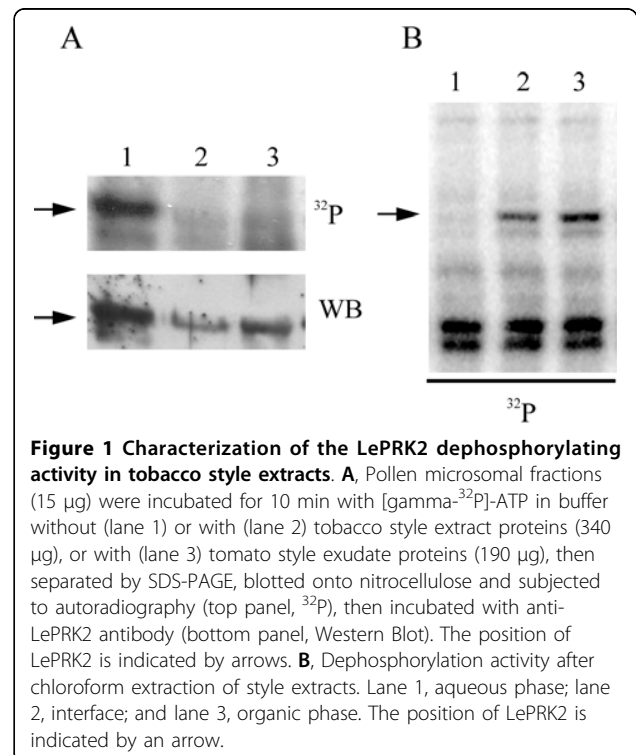 A
B
1 2 3
1 2 3
32P
WB
32P
Figure 1 Characterization of the LePRK2 dephosphorylating
activity in tobacco style extracts. A, Pollen microsomal fractions
(15 μg) were incubated for 10 min with [gamma-32P]-ATP in buffer
without (lane 1) or with (lane 2) tobacco style extract proteins (340
μg), or with (lane 3) tomato style exudate proteins (190 μg), then
separated by SDS-PAGE, blotted onto nitrocellulose and subjected
to autoradiography (top panel, 32P), then incubated with anti-
LePRK2 antibody (bottom panel, Western Blot). The position of
LePRK2 is indicated by arrows. B, Dephosphorylation activity after
chloroform extraction of style extracts. Lane 1, aqueous phase; lane
2, interface; and lane 3, organic phase. The position of LePRK2 is
indicated by an arrow.